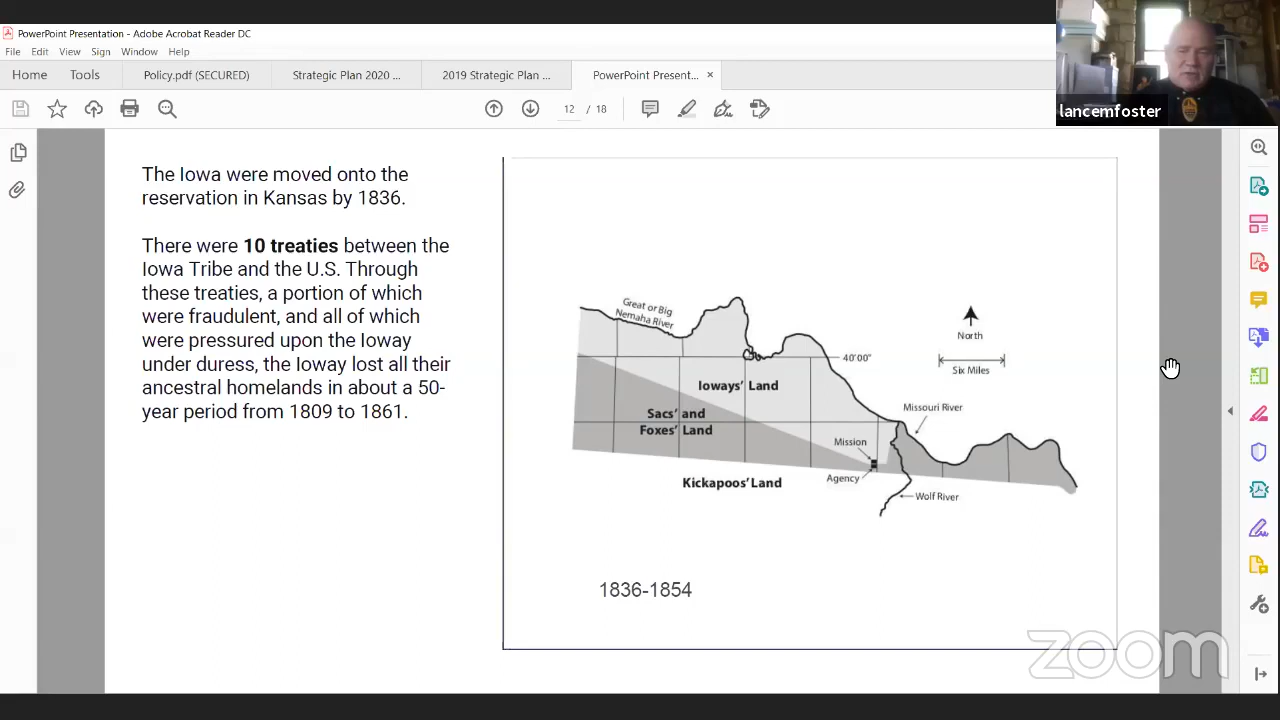 PowerPoint Presentation - Adobe Acrobat Reader DC
File Edit View Sign Window Help
Home Tools Policy.pdf (SECURED) Strategic Plan 2020 ... 2019 Strategic Plan ... PowerPoint Present... ×
12 / 18
lancemfoster
The Iowa were moved onto the
reservation in Kansas by 1836.
There were 10 treaties between the
Iowa Tribe and the U.S. Through
these treaties, a portion of which
were fraudulent, and all of which
were pressured upon the Ioway
under duress, the Ioway lost all their
ancestral homelands in about a 50-
year period from 1809 to 1861.
Great or Big
Nemaha River
North
Six Miles
40'00"
Ioways' Land
Missouri River
Sacs' and
Foxes' Land
Mission
Agency
Kickapoos' Land
Wolf River
1836-1854
zoom